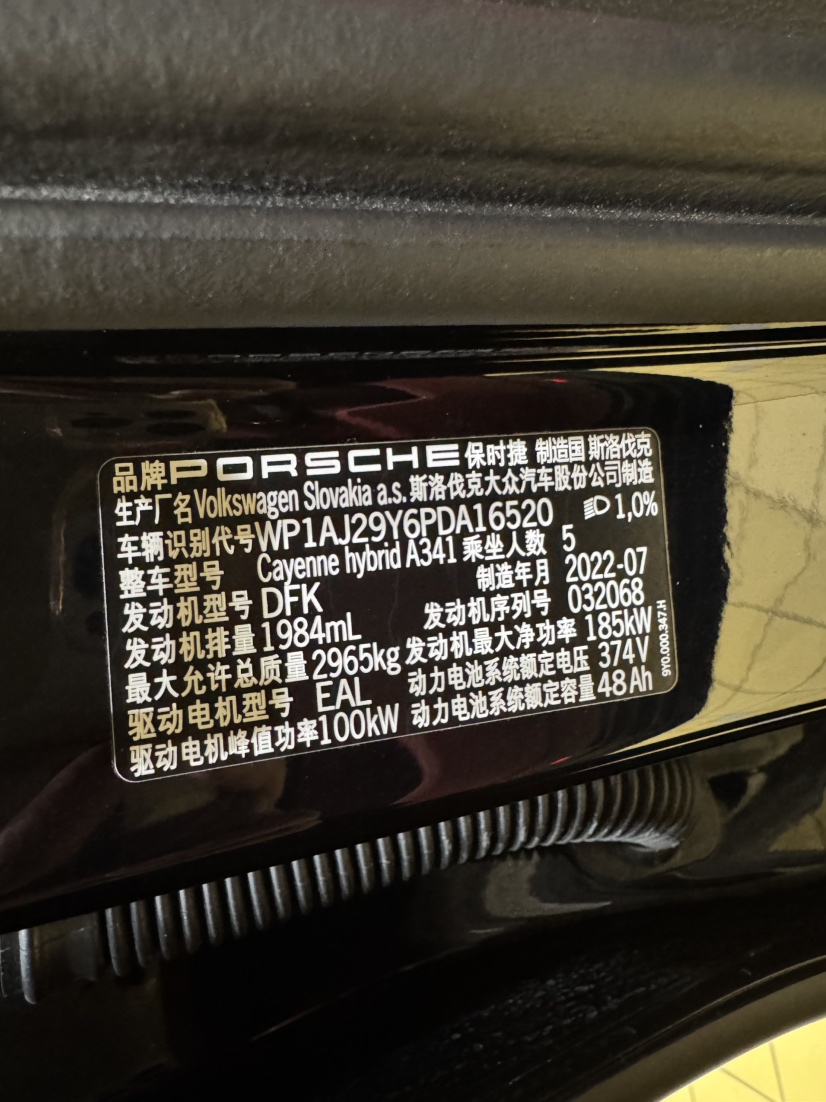 品牌PORSCHE保时捷 制造国 斯洛伐克
生产厂名Volkswagen Slovakia a.s.斯洛伐克大众汽车股份公司制造
车辆识别代号WP1AJ29Y6PDA16520 1,0%
整车型号 Cayenne hybrid A341 乘坐人数 5
发动机型号 DFK 制造年月 2022-07
发动机排量1984mL 发动机序列号 032068
最大允许总质量2965kg 发动机最大净功率 185kW
驱动电机型号 EAL 动力电池系统额定电压 374V
驱动电机峰值功率100kW 动力电池系统额定容量48Ah
9Y0.000.347.H